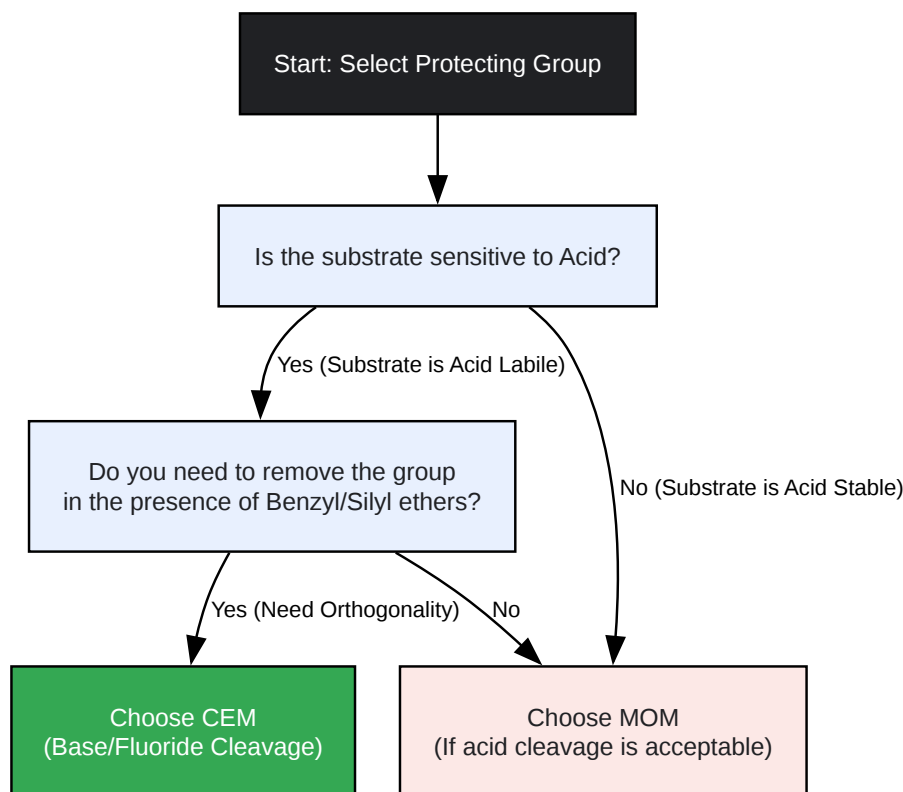 Start: Select Protecting Group
Is the substrate sensitive to Acid?
Yes (Substrate is Acid Labile)
Do you need to remove the group
in the presence of Benzyl/Silyl ethers?
No (Substrate is Acid Stable)
Yes (Need Orthogonality)
No
Choose CEM
(Base/Fluoride Cleavage)
Choose MOM
(If acid cleavage is acceptable)